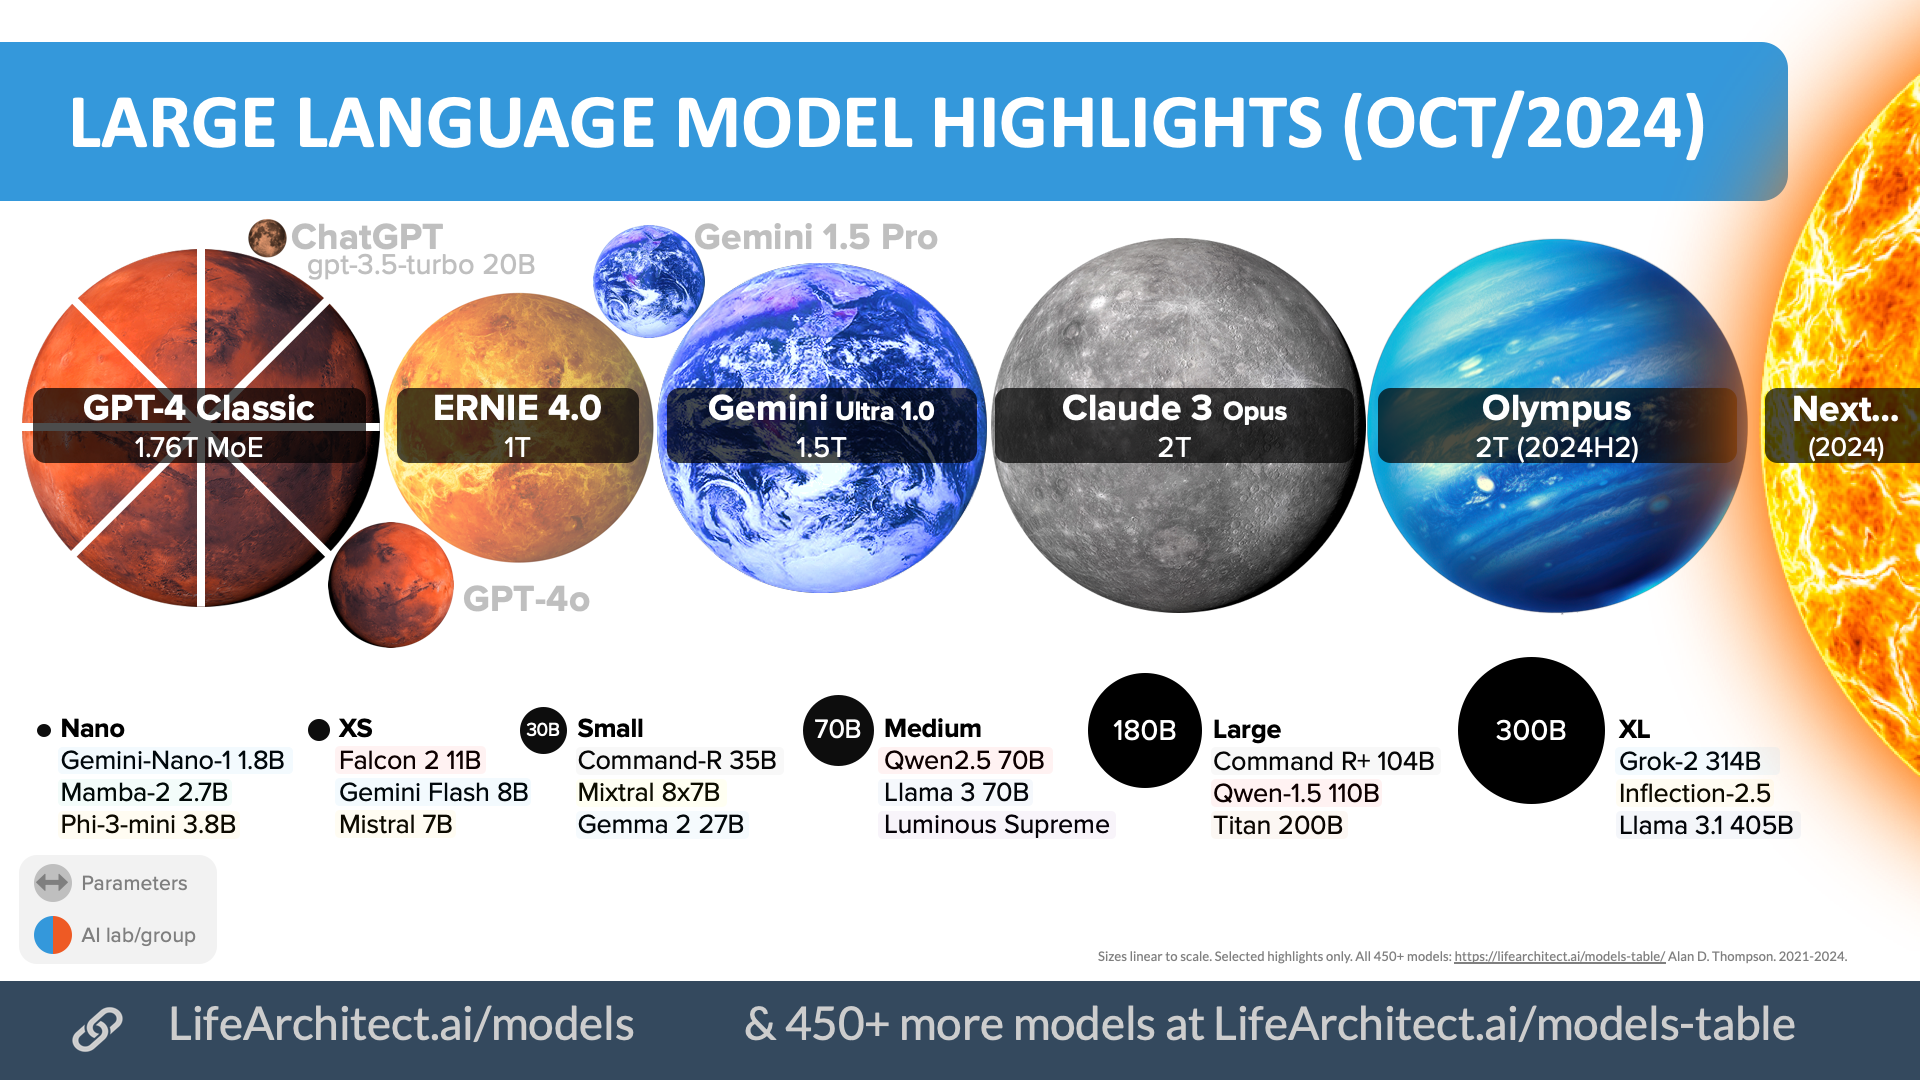 LARGE LANGUAGE MODEL HIGHLIGHTS (OCT/2024)
ChatGPT
gpt-3.5-turbo 20B
Gemini 1.5 Pro
GPT-4 Classic
1.76T MoE
ERNIE 4.0
1T
Gemini Ultra 1.0
1.5T
Claude 3 Opus
2T
Olympus
2T (2024H2)
Next...
(2024)
GPT-4o
Nano
Gemini-Nano-1 1.8B
Mamba-2 2.7B
Phi-3-mini 3.8B
XS
Falcon 2 11B
Gemini Flash 8B
Mistral 7B
30B
Small
Command-R 35B
Mixtral 8x7B
Gemma 2 27B
70B
Medium
Qwen2.5 70B
Llama 3 70B
Luminous Supreme
180B
Large
Command R+ 104B
Qwen-1.5 110B
Titan 200B
300B
XL
Grok-2 314B
Inflection-2.5
Llama 3.1 405B
Parameters
AI lab/group
Sizes linear to scale. Selected highlights only. All 450+ models: https://lifearchitect.ai/models-table/ Alan D. Thompson. 2021-2024.
LifeArchitect.ai/models
& 450+ more models at LifeArchitect.ai/models-table